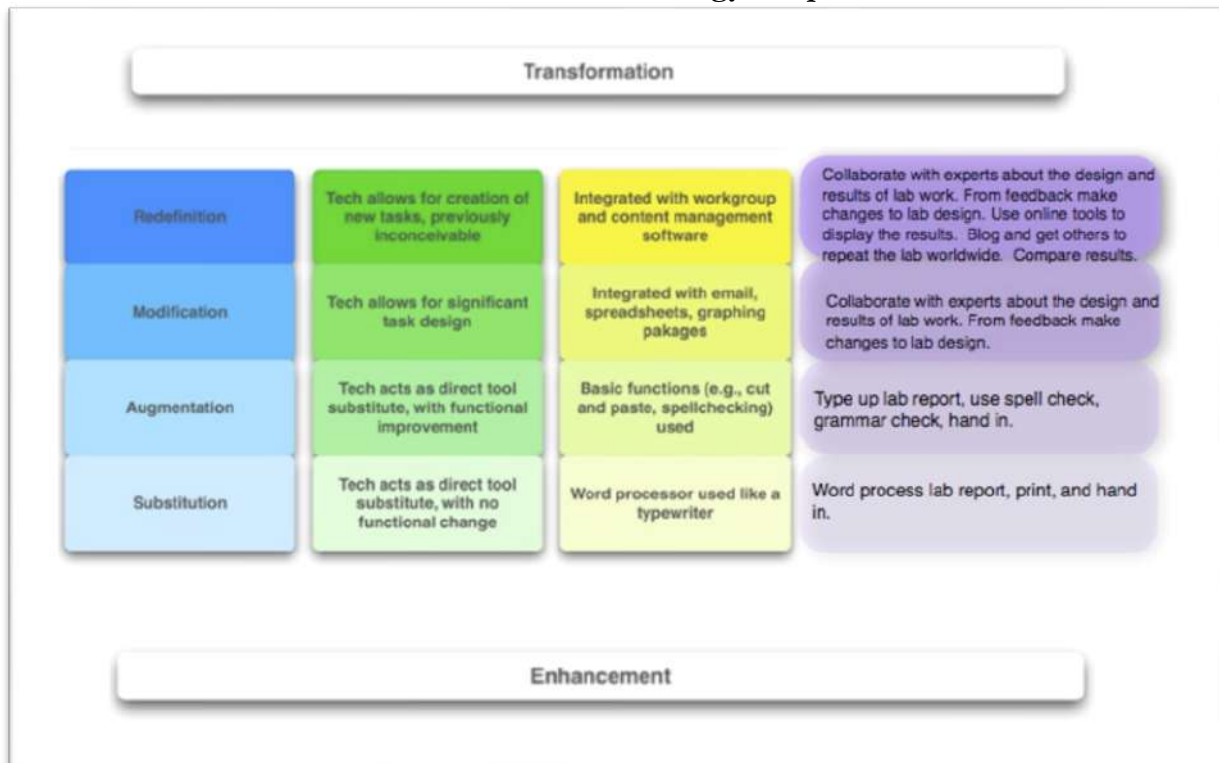 Transformation
Redefinition
Tech allows for creation of
new tasks, previously
inconceivable
Integrated with workgroup
and content management
software
Collaborate with experts about the design and
results of lab work. From feedback make
changes to lab design. Use online tools to
display the results. Blog and get others to
repeat the lab worldwide. Compare results.
Modification
Tech allows for significant
task design
Integrated with email,
spreadsheets, graphing
pakages
Collaborate with experts about the design and
results of lab work. From feedback make
changes to lab design.
Augmentation
Tech acts as direct tool
substitute, with functional
improvement
Basic functions (e.g., cut
and paste, spellchecking)
used
Type up lab report, use spell check,
grammar check, hand in.
Substitution
Tech acts as direct tool
substitute, with no
functional change
Word processor used like a
typewriter
Word process lab report, print, and hand
in.
Enhancement